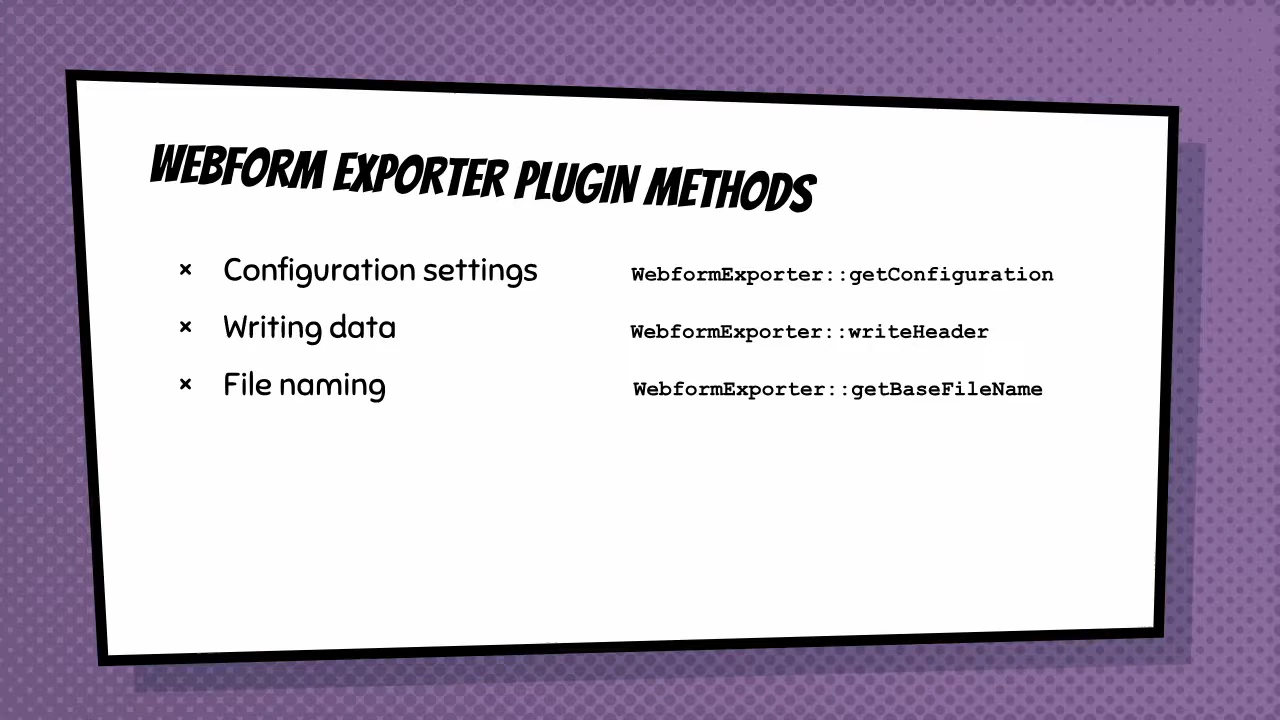 WEBFORM EXPORTER PLUGIN METHODS
× Configuration settings WebformExporter::getConfiguration
× Writing data WebformExporter::writeHeader
× File naming WebformExporter::getBaseFileName